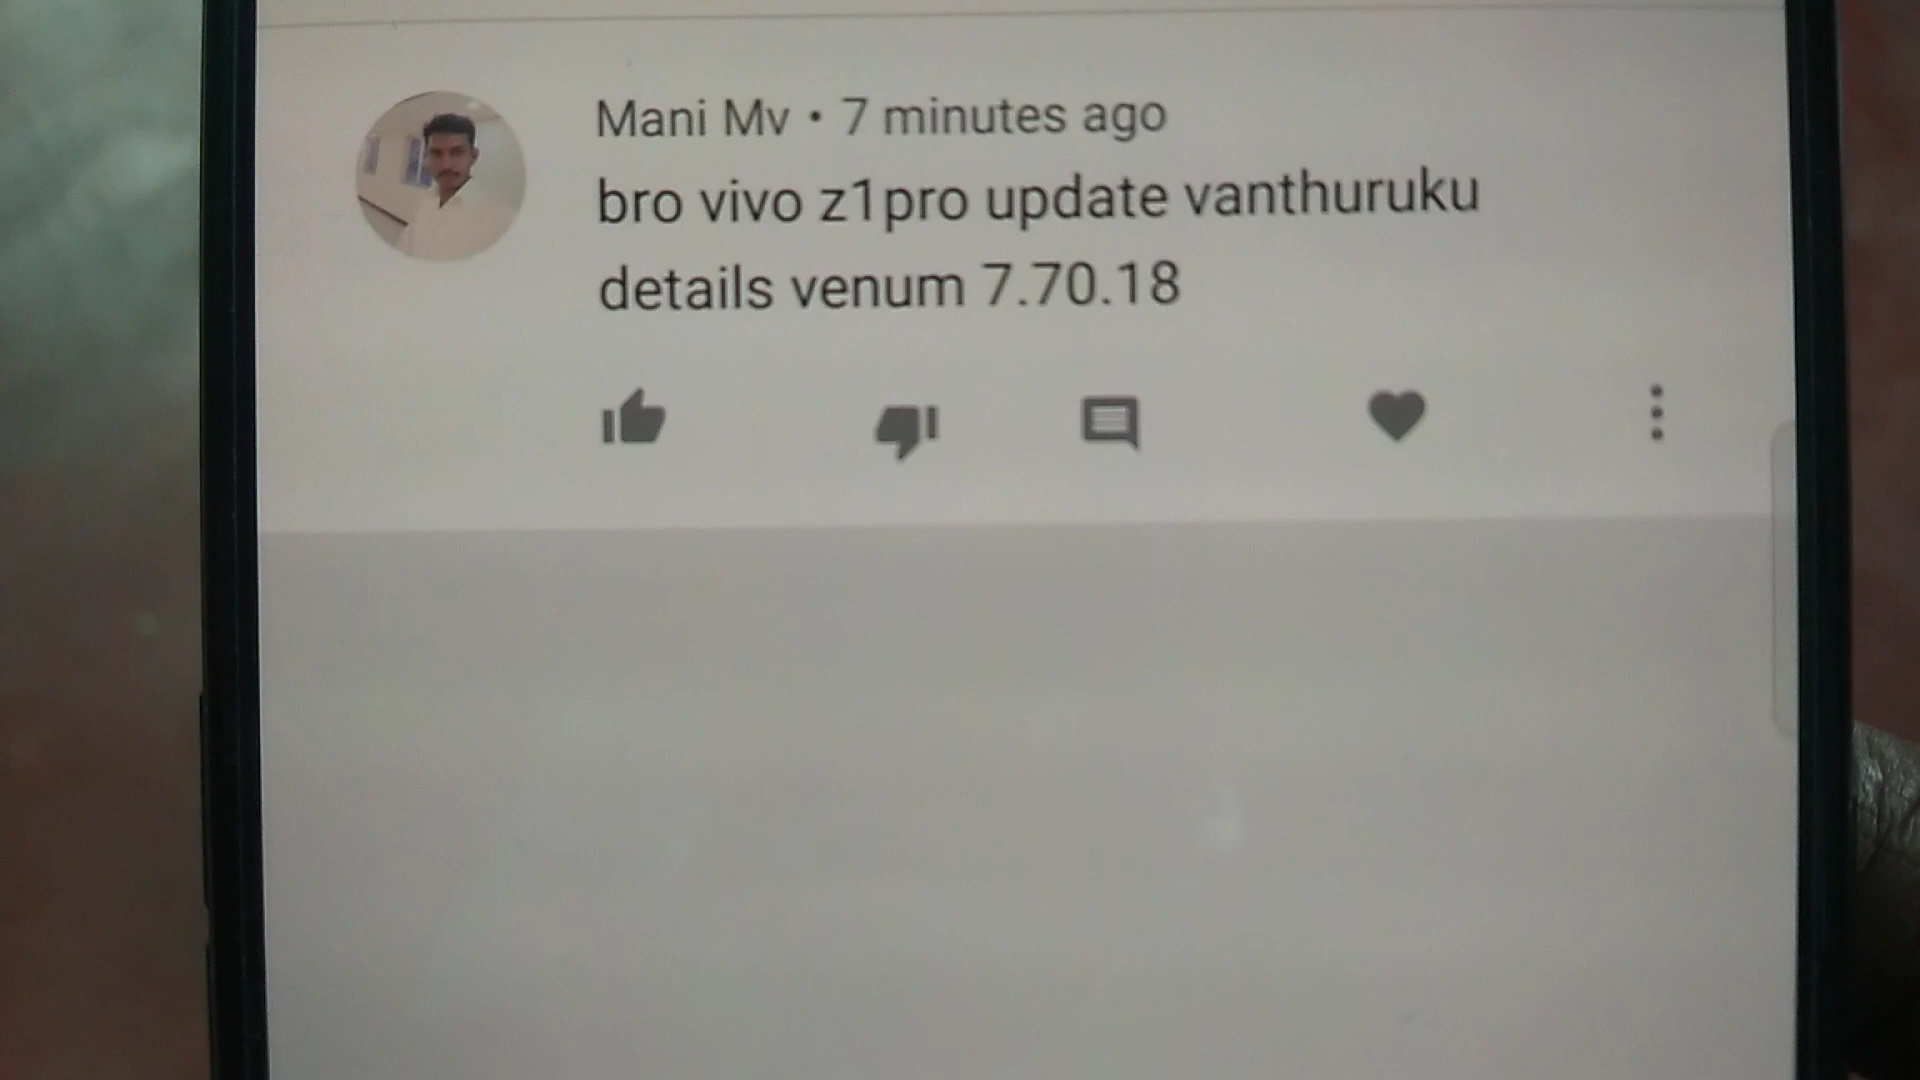 Mani Mv • 7 minutes ago
bro vivo z1pro update vanthuruku
details venum 7.70.18